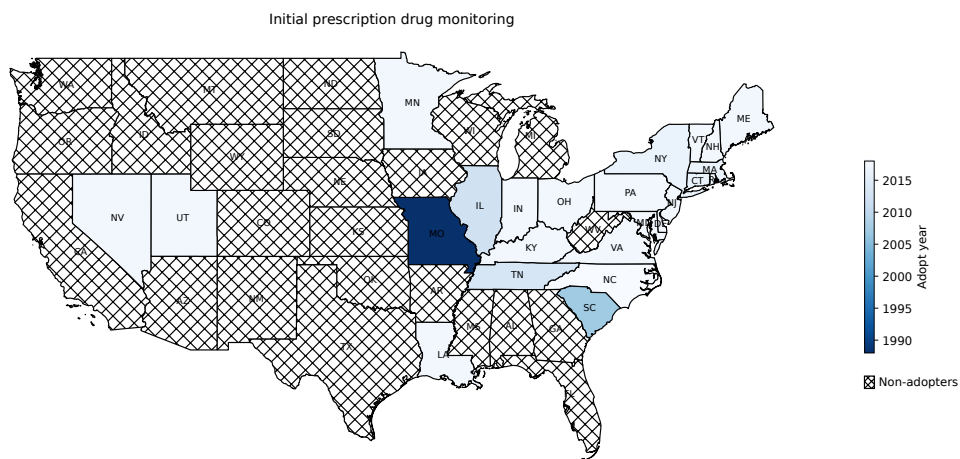 Initial prescription drug monitoring
WA
MT
ND
MN
ME
OR
ID
SD
WI
MI
VT
NH
WY
NY
MA
NE
IA
CT
PA
NV
UT
CO
KS
MO
IL
IN
OH
NJ
MD
DE
WV
KY
VA
CA
AZ
NM
OK
AR
TN
NC
SC
MS
AL
GA
TX
LA
FL
2015
2010
2005
2000
1995
1990
Adopt year
Non-adopters